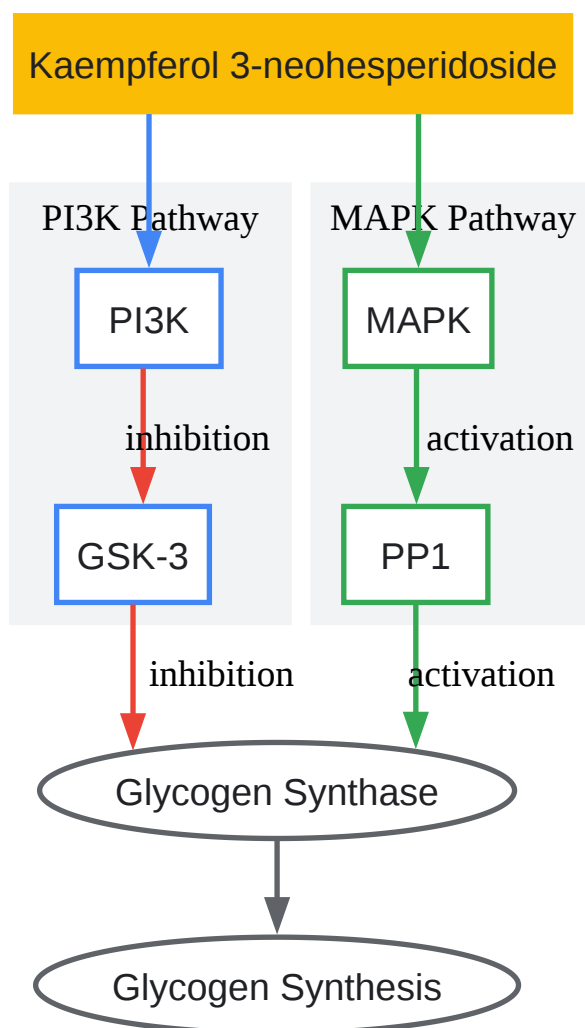 Kaempferol 3-neohesperidoside
PI3K Pathway
MAPK Pathway
PI3K
MAPK
inhibition
activation
GSK-3
PP1
inhibition
activation
Glycogen Synthase
Glycogen Synthesis